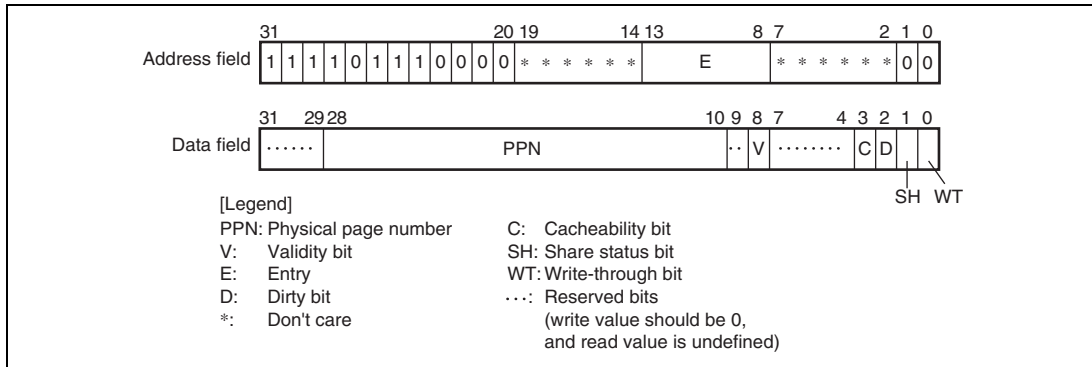 31 20 19 14 13 8 7 2 1 0
Address field 1 1 1 1 0 1 1 1 0 0 0 0 * * * * * * E * * * * * * 0 0
31 29 28 10 9 8 7 4 3 2 1 0
Data field ...... PPN .. V ........ C D
SH WT
[Legend]
PPN: Physical page number C: Cacheability bit
V: Validity bit SH: Share status bit
E: Entry WT: Write-through bit
D: Dirty bit ...: Reserved bits
*: Don't care (write value should be 0,
and read value is undefined)